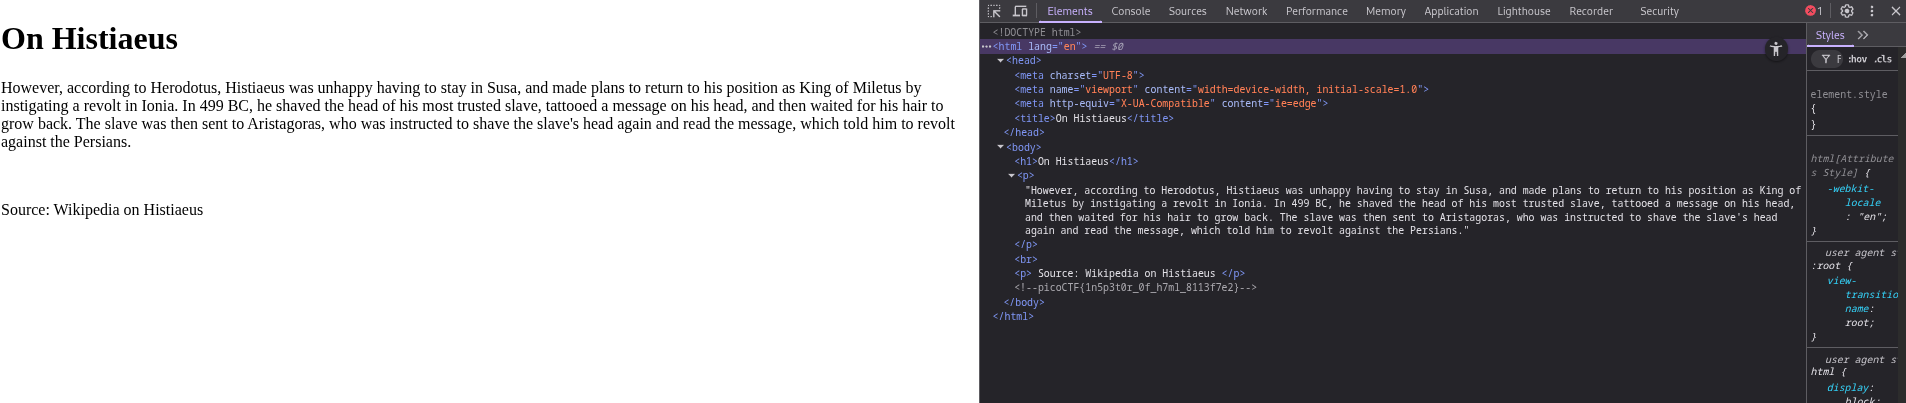 On Histiaeus
However, according to Herodotus, Histiaeus was unhappy having to stay in Susa, and made plans to return to his position as King of Miletus by
instigating a revolt in Ionia. In 499 BC, he shaved the head of his most trusted slave, tattooed a message on his head, and then waited for his hair to
grow back. The slave was then sent to Aristagoras, who was instructed to shave the slave's head again and read the message, which told him to revolt
against the Persians.
Source: Wikipedia on Histiaeus
Elements Console Sources Network Performance Memory Application Lighthouse Recorder Security 1
<!DOCTYPE html>
···<html lang="en"> == $0
<head>
<meta charset="UTF-8">
<meta name="viewport" content="width=device-width, initial-scale=1.0">
<meta http-equiv="X-UA-Compatible" content="ie=edge">
<title>On Histiaeus</title>
</head>
<body>
<h1>On Histiaeus</h1>
<p>
"However, according to Herodotus, Histiaeus was unhappy having to stay in Susa, and made plans to return to his position as King of
Miletus by instigating a revolt in Ionia. In 499 BC, he shaved the head of his most trusted slave, tattooed a message on his head,
and then waited for his hair to grow back. The slave was then sent to Aristagoras, who was instructed to shave the slave's head
again and read the message, which told him to revolt against the Persians."
</p>
<br>
<p> Source: Wikipedia on Histiaeus </p>
<!--picoCTF{1n5p3t0r_0f_h7ml_8113f7e2}-->
</body>
</html>
Styles
F :hov .cls
element.style
{
}
html[Attribute
s Style] {
-webkit-
locale
: "en";
}
user agent s
:root {
view-
transitio
name:
root;
}
user agent s
html {
display:
block;